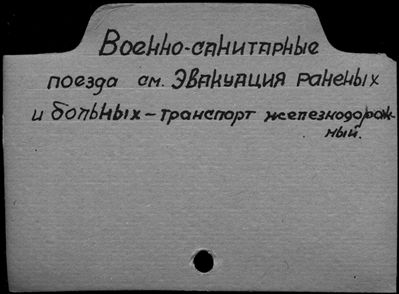 Военно-санитарные
поезда см. Эвакуация раненых
и больных – транспорт железнодорож-
ный.